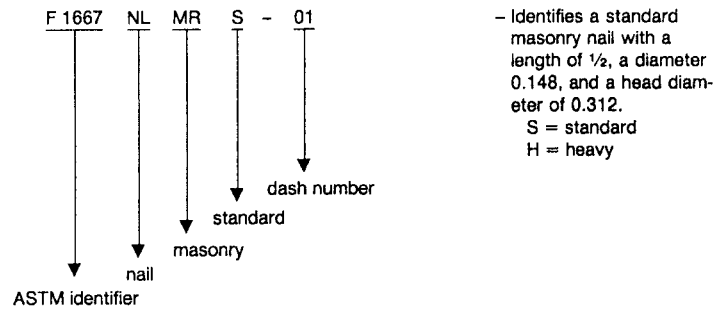 F 1667 NL MR S - 01
dash number
standard
masonry
nail
ASTM identifier
– Identifies a standard
masonry nail with a
length of ½, a diameter
0.148, and a head diam-
eter of 0.312.
S = standard
H = heavy